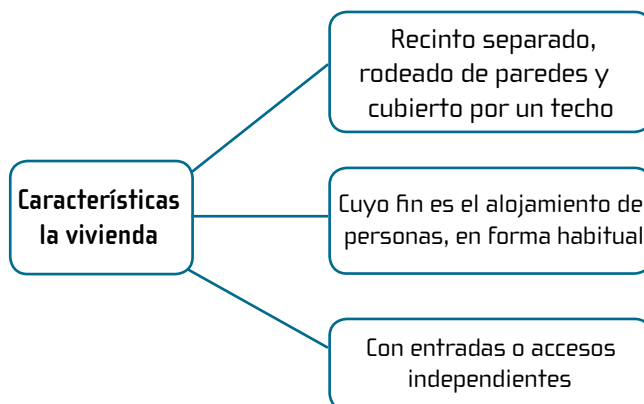 Recinto separado,
rodeado de paredes y
cubierto por un techo
Características
la vivienda
Cuyo fin es el alojamiento de
personas, en forma habitual
Con entradas o accesos
independientes